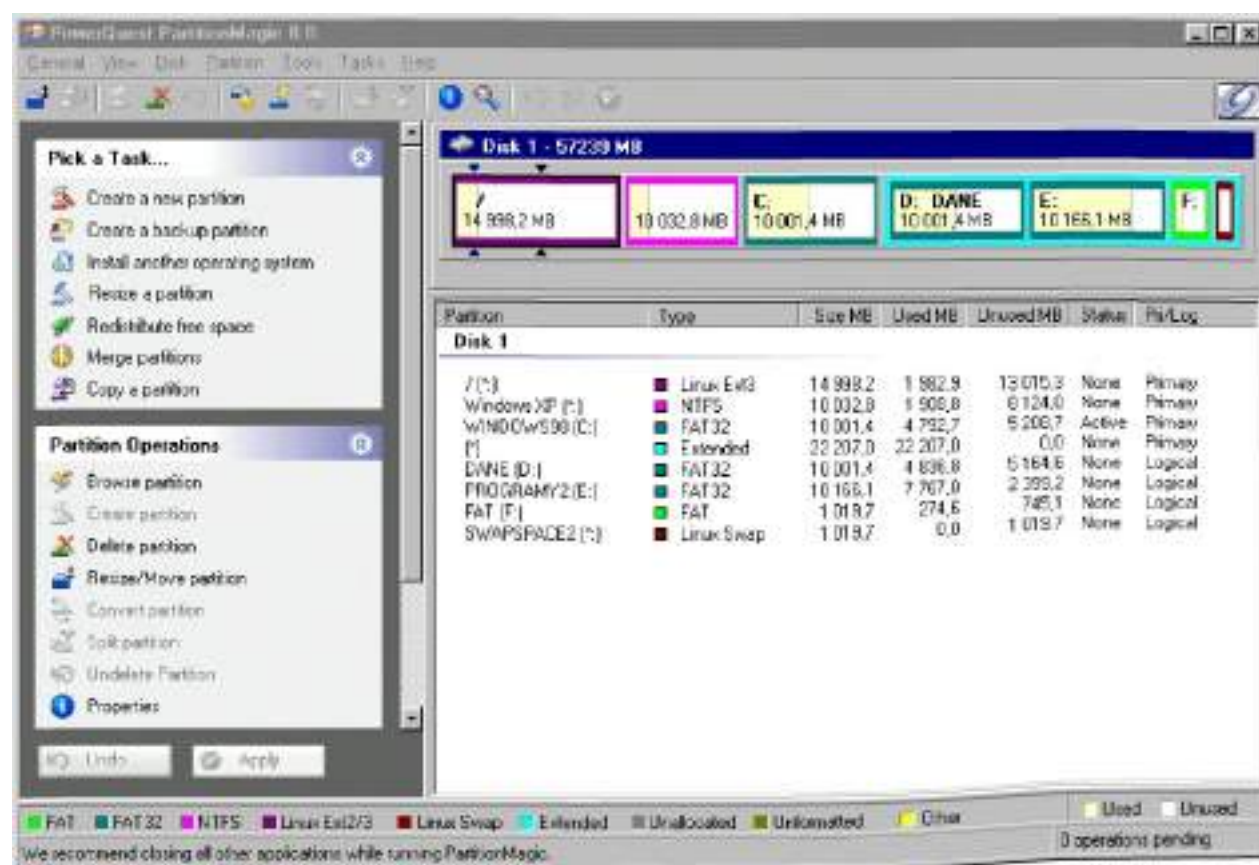 PowerQuest PartitionMagic 8.0
General View Disk Partition Tools Tasks Help
Pick a Task...
Create a new partition
Create a backup partition
Install another operating system
Resize a partition
Redistribute free space
Merge partitions
Copy a partition
Partition Operations
Browse partition
Create partition
Delete partition
Resize/Move partition
Convert partition
Split partition
Undelete Partition
Properties
Undo Apply
Disk 1 - 57239 MB
/
14 998,2 MB
10 032,8 MB
C:
10 001,4 MB
D: DANE
10 001,4 MB
E:
10 166,1 MB
F:
Partition Type Size MB Used MB Unused MB Status Pri/Log
Disk 1
/ (*:) Linux Ext3 14 998,2 1 982,9 13 015,3 None Primary
Windows XP (*:) NTFS 10 032,8 1 908,8 8 124,0 None Primary
WINDOWS98 (C:) FAT32 10 001,4 4 792,7 5 208,7 Active Primary
(*) Extended 22 207,0 22 207,0 0,0 None Primary
DANE (D:) FAT32 10 001,4 4 836,8 5 164,6 None Logical
PROGRAMY2 (E:) FAT32 10 166,1 7 767,0 2 399,2 None Logical
FAT (F:) FAT 1 019,7 274,6 745,1 None Logical
SWAPSPACE2 (*:) Linux Swap 1 019,7 0,0 1 019,7 None Logical
FAT FAT32 NTFS Linux Ext2/3 Linux Swap Extended Unallocated Unformatted Other Used Unused
We recommend closing all other applications while running PartitionMagic.
0 operations pending